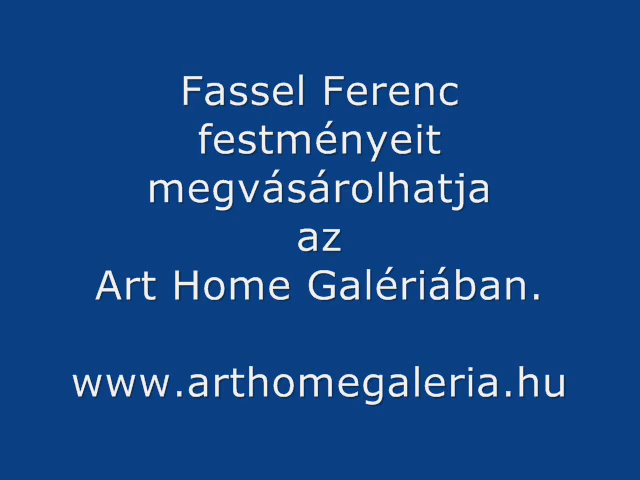 Fassel Ferenc
festményeit
megvásárolhatja
az
Art Home Galériában.
www.arthomegaleria.hu